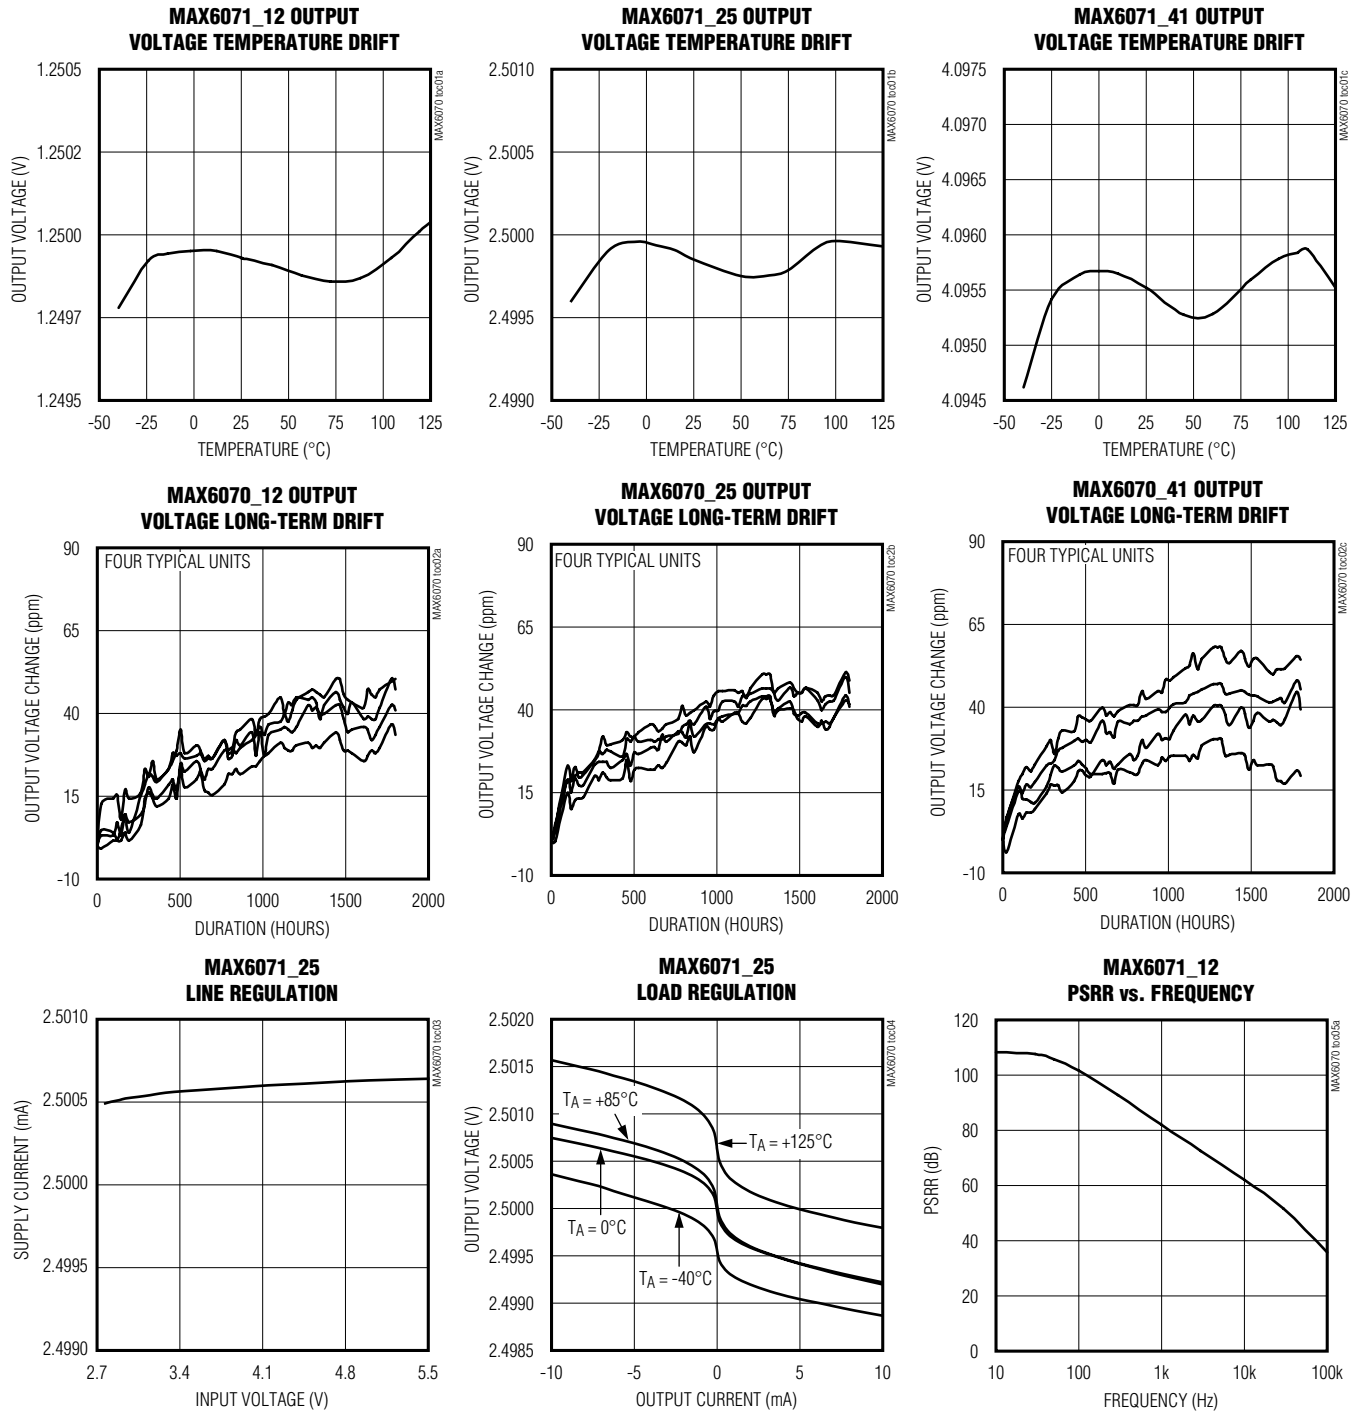 MAX6071_12 OUTPUT
VOLTAGE TEMPERATURE DRIFT
1.2505
1.2502
1.2500
1.2497
1.2495
OUTPUT VOLTAGE (V)
-50 -25 0 25 50 75 100 125
TEMPERATURE (°C)
MAX6070 toc01a
MAX6071_25 OUTPUT
VOLTAGE TEMPERATURE DRIFT
2.5010
2.5005
2.5000
2.4995
2.4990
OUTPUT VOLTAGE (V)
-50 -25 0 25 50 75 100 125
TEMPERATURE (°C)
MAX6070 toc01b
MAX6071_41 OUTPUT
VOLTAGE TEMPERATURE DRIFT
4.0975
4.0970
4.0965
4.0960
4.0955
4.0950
4.0945
OUTPUT VOLTAGE (V)
-50 -25 0 25 50 75 100 125
TEMPERATURE (°C)
MAX6070 toc01c
MAX6070_12 OUTPUT
VOLTAGE LONG-TERM DRIFT
FOUR TYPICAL UNITS
90
65
40
15
-10
OUTPUT VOLTAGE CHANGE (ppm)
0 500 1000 1500 2000
DURATION (HOURS)
MAX6070 toc02a
MAX6070_25 OUTPUT
VOLTAGE LONG-TERM DRIFT
FOUR TYPICAL UNITS
90
65
40
15
-10
OUTPUT VOLTAGE CHANGE (ppm)
0 500 1000 1500 2000
DURATION (HOURS)
MAX6070 toc2b
MAX6070_41 OUTPUT
VOLTAGE LONG-TERM DRIFT
FOUR TYPICAL UNITS
90
65
40
15
-10
OUTPUT VOLTAGE CHANGE (ppm)
0 500 1000 1500 2000
DURATION (HOURS)
MAX6070 toc02c
MAX6071_25
LINE REGULATION
2.5010
2.5005
2.5000
2.4995
2.4990
SUPPLY CURRENT (mA)
2.7 3.4 4.1 4.8 5.5
INPUT VOLTAGE (V)
MAX6070 toc03
MAX6071_25
LOAD REGULATION
2.5020
2.5015
2.5010
2.5005
2.5000
2.4995
2.4990
2.4985
OUTPUT VOLTAGE (V)
TA = +85°C
TA = +125°C
TA = 0°C
TA = -40°C
-10 -5 0 5 10
OUTPUT CURRENT (mA)
MAX6070 toc04
MAX6071_12
PSRR vs. FREQUENCY
120
100
80
60
40
20
0
PSRR (dB)
10 100 1k 10k 100k
FREQUENCY (Hz)
MAX6070 toc05a